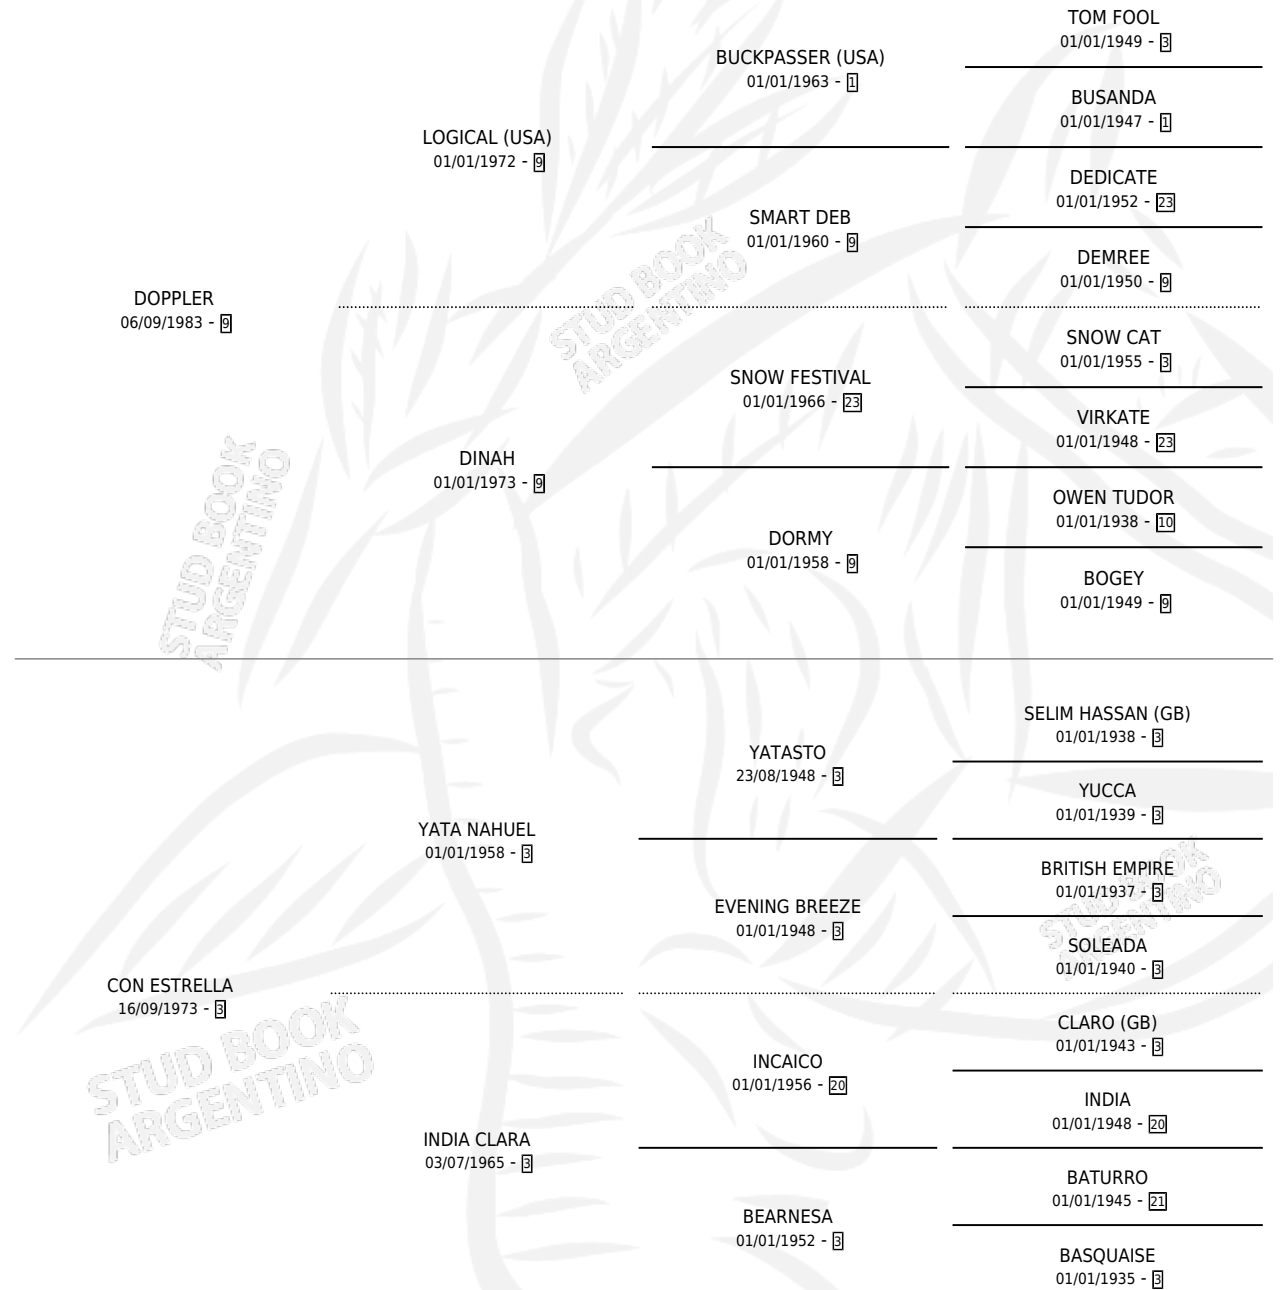 TOM FOOL
01/01/1949 - 3
BUCKPASSER (USA)
01/01/1963 - 1
BUSANDA
01/01/1947 - 1
LOGICAL (USA)
01/01/1972 - 9
DEDICATE
01/01/1952 - 23
SMART DEB
01/01/1960 - 9
DEMREE
01/01/1950 - 9
DOPPLER
06/09/1983 - 9
SNOW CAT
01/01/1955 - 3
SNOW FESTIVAL
01/01/1966 - 23
VIRKATE
01/01/1948 - 23
DINAH
01/01/1973 - 9
OWEN TUDOR
01/01/1938 - 10
DORMY
01/01/1958 - 9
BOGEY
01/01/1949 - 9
SELIM HASSAN (GB)
01/01/1938 - 3
YATASTO
23/08/1948 - 3
YUCCA
01/01/1939 - 3
YATA NAHUEL
01/01/1958 - 3
BRITISH EMPIRE
01/01/1937 - 3
EVENING BREEZE
01/01/1948 - 3
SOLEADA
01/01/1940 - 3
CON ESTRELLA
16/09/1973 - 3
CLARO (GB)
01/01/1943 - 3
INCAICO
01/01/1956 - 20
INDIA
01/01/1948 - 20
INDIA CLARA
03/07/1965 - 3
BATURRO
01/01/1945 - 21
BEARNESA
01/01/1952 - 3
BASQUAISE
01/01/1935 - 3
STUD BOOK
ARGENTINO
STUD BOOK
ARGENTINO
STUD BOOK
ARGENTINO
STUD BOOK
ARGENTINO